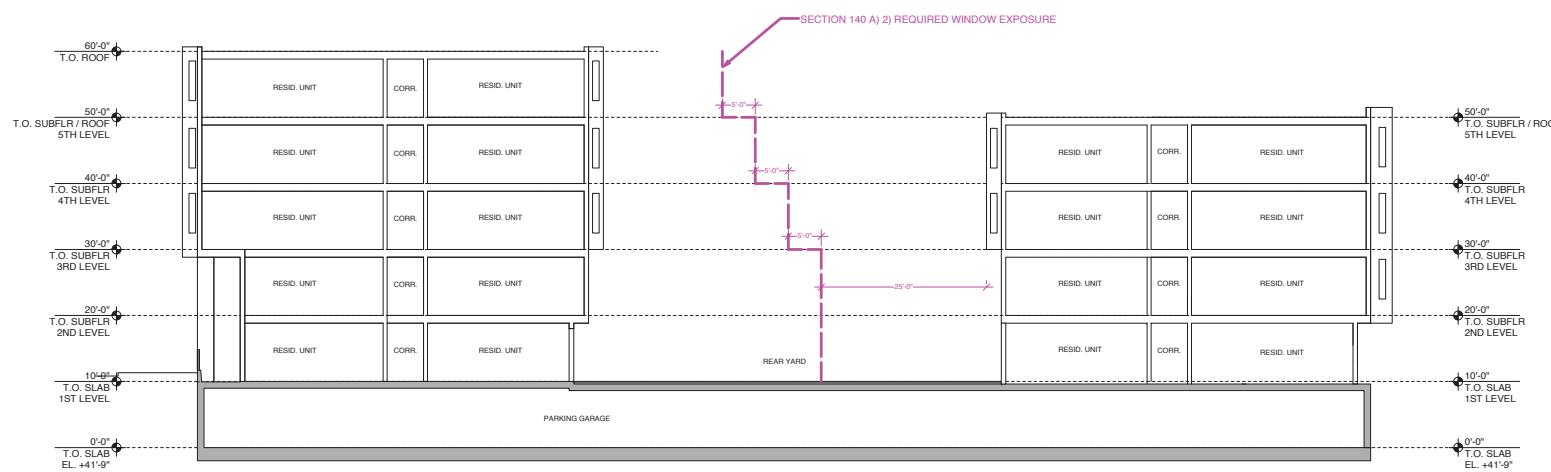 SECTION 140 A) 2) REQUIRED WINDOW EXPOSURE
60'-0"
T.O. ROOF
RESID. UNIT
CORR.
RESID. UNIT
5'-0"
50'-0"
T.O. SUBFLR / ROOF
5TH LEVEL
50'-0"
T.O. SUBFLR / ROO
5TH LEVEL
RESID. UNIT
CORR.
RESID. UNIT
RESID. UNIT
CORR.
RESID. UNIT
5'-0"
40'-0"
T.O. SUBFLR
4TH LEVEL
40'-0"
T.O. SUBFLR
4TH LEVEL
RESID. UNIT
CORR.
RESID. UNIT
RESID. UNIT
CORR.
RESID. UNIT
5'-0"
30'-0"
T.O. SUBFLR
3RD LEVEL
30'-0"
T.O. SUBFLR
3RD LEVEL
RESID. UNIT
CORR.
RESID. UNIT
25'-0"
RESID. UNIT
CORR.
RESID. UNIT
20'-0"
T.O. SUBFLR
2ND LEVEL
20'-0"
T.O. SUBFLR
2ND LEVEL
RESID. UNIT
CORR.
RESID. UNIT
REAR YARD
RESID. UNIT
CORR.
RESID. UNIT
10'-0"
T.O. SLAB
1ST LEVEL
10'-0"
T.O. SLAB
1ST LEVEL
PARKING GARAGE
0'-0"
T.O. SLAB
EL. +41'-9"
0'-0"
T.O. SLAB
EL. +41'-9"